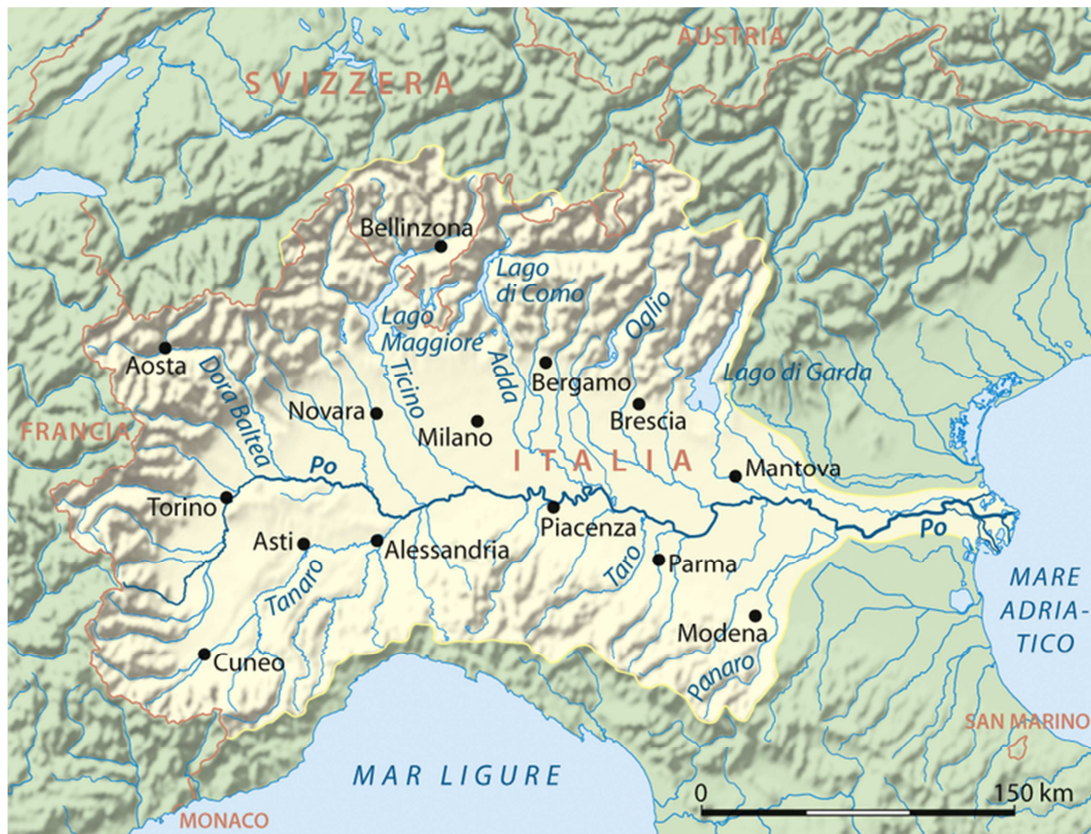 AUSTRIA
SVIZZERA
Bellinzona
Lago
di Como
Lago
Maggiore
Oglio
Aosta
Dora Baltea
Ticino
Adda
Bergamo
Lago di Garda
Novara
Milano
Brescia
FRANCIA
ITALIA
Po
Mantova
Torino
Piacenza
Po
Asti
Alessandria
Taro
Parma
Tanaro
MARE
ADRIA-
TICO
Modena
Cuneo
Panaro
SAN MARINO
MAR LIGURE
0
150 km
MONACO